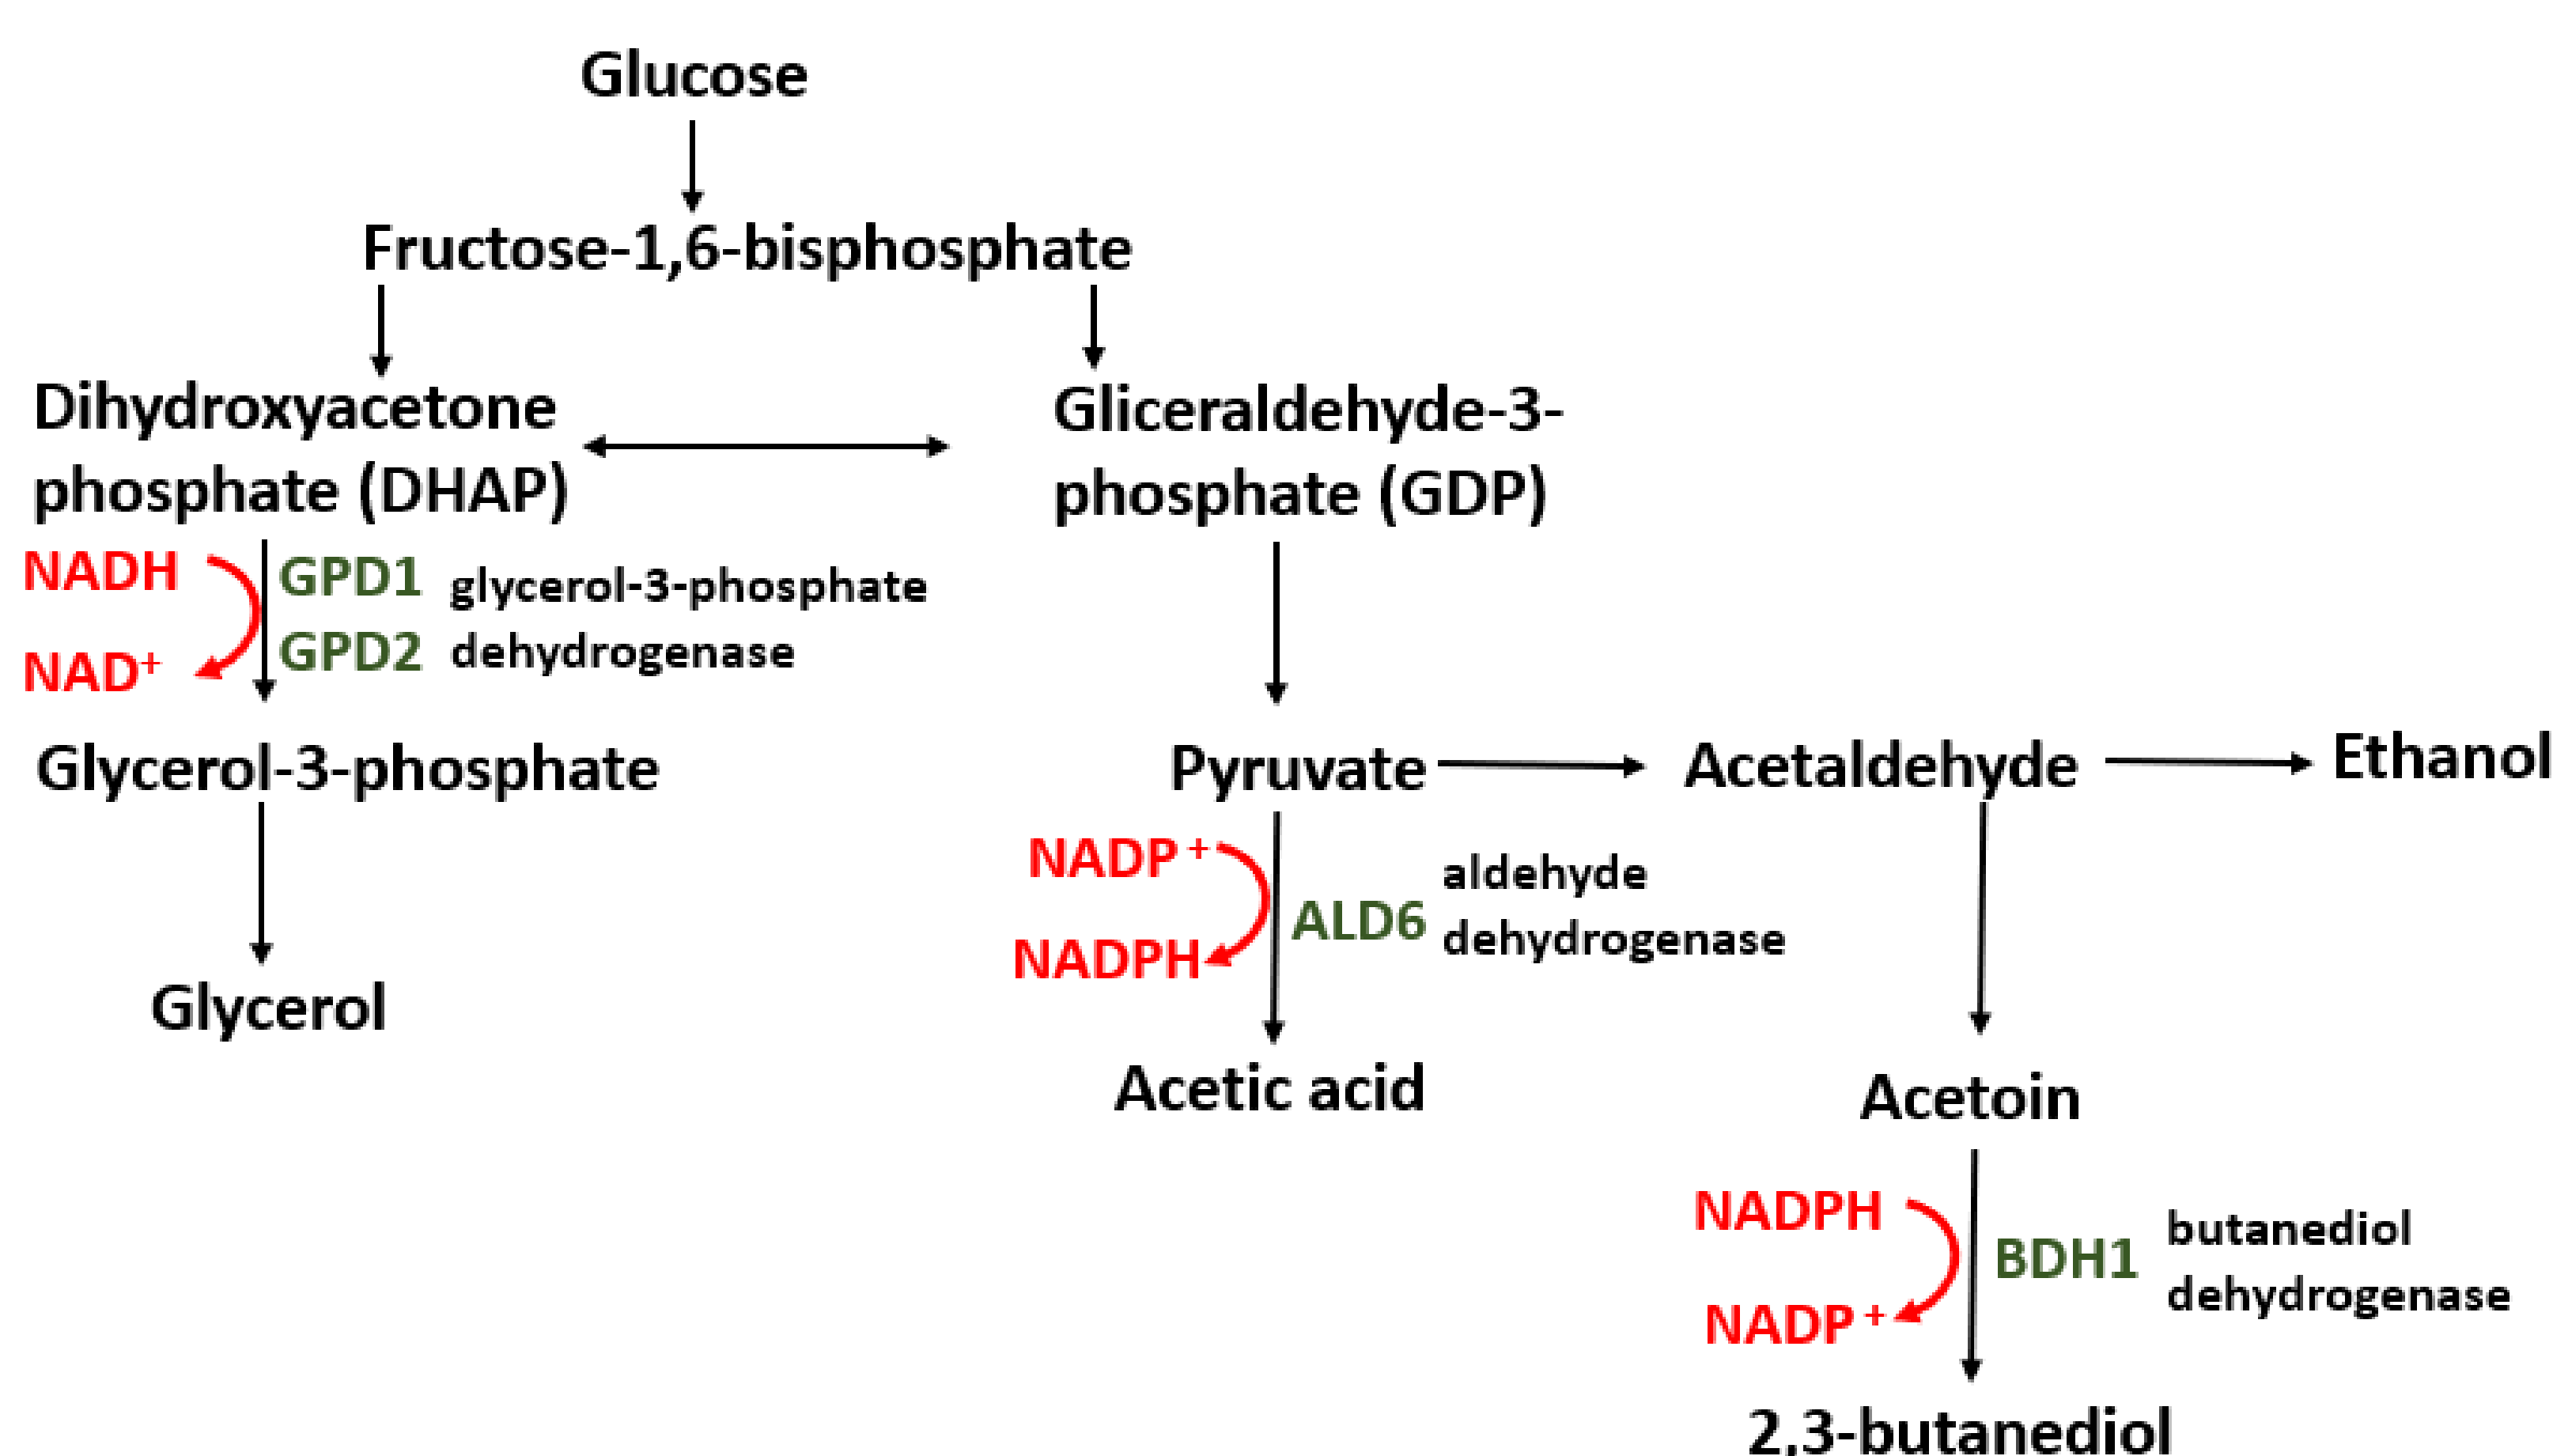 Glucose
Fructose-1,6-bisphosphate
Dihydroxyacetone
phosphate (DHAP)
Gliceraldehyde-3-
phosphate (GDP)
NADH
NAD+
GPD1
GPD2
glycerol-3-phosphate
dehydrogenase
Glycerol-3-phosphate
Glycerol
Pyruvate
Acetaldehyde
Ethanol
NADP +
NADPH
ALD6
aldehyde
dehydrogenase
Acetic acid
Acetoin
NADPH
NADP +
BDH1
butanediol
dehydrogenase
2,3-butanediol